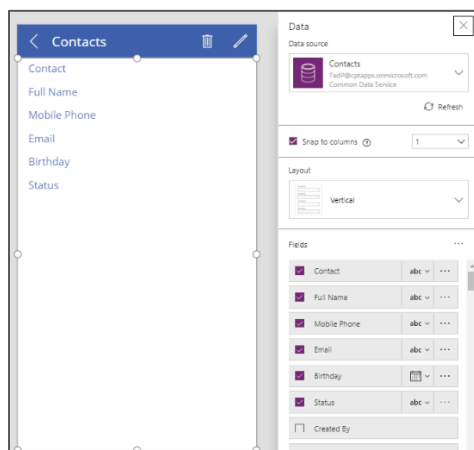 Contacts
Contact
Full Name
Mobile Phone
Email
Birthday
Status
Data
Data source
Contacts
TedP@cptapps.onmicrosoft.com
Common Data Service
Refresh
Snap to columns
1
Layout
Vertical
Fields
Contact abc
Full Name abc
Mobile Phone abc
Email abc
Birthday
Status abc
Created By